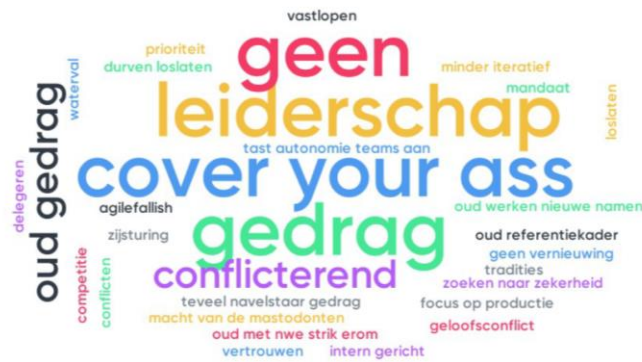 vastlopen
geen
prioriteit
minder iteratief
durven loslaten
waterval
mandaat
loslaten
leiderschap
oud gedrag
tast autonomie teams aan
cover your ass
delegeren
agilefallish
oud werken nieuwe namen
gedrag
zijsturing
oud referentiekader
geen vernieuwing
conflicterend
tradities
competitie
conflicten
zoeken naar zekerheid
teveel navelstaar gedrag
focus op productie
macht van de mastodonten
geloofsconflict
oud met nwe strik erom
vertrouwen
intern gericht